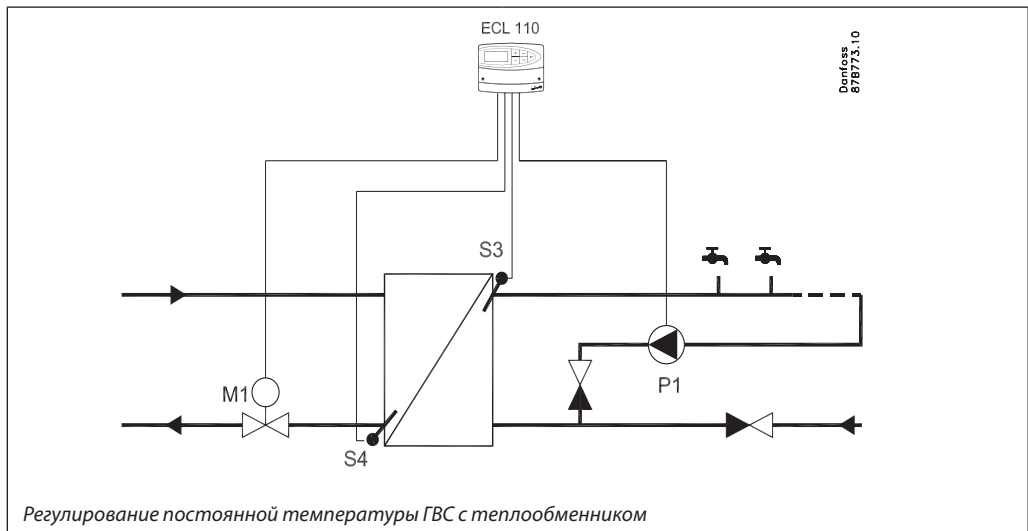 ECL 110
Danfoss
87B773.10
S3
M1
P1
S4
Регулирование постоянной температуры ГВС с теплообменником